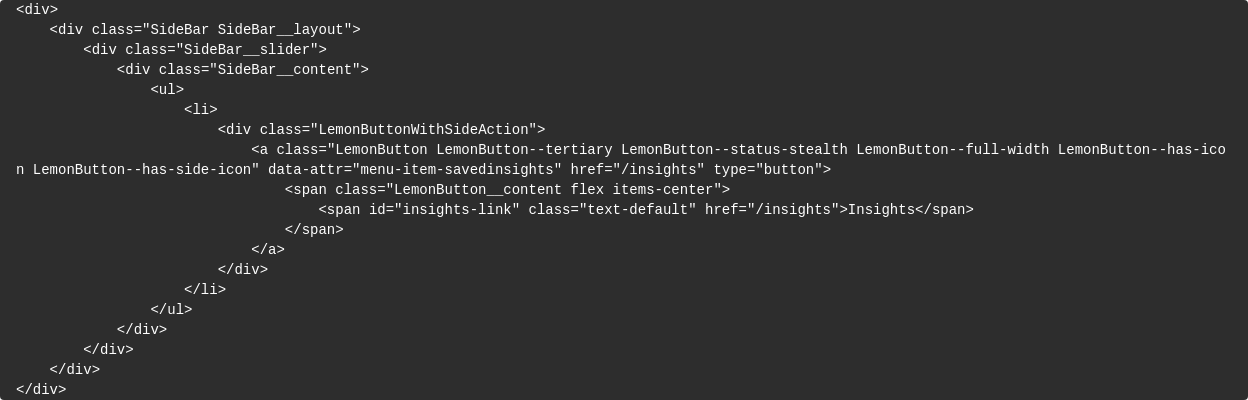 <div>
    <div class="SideBar SideBar__layout">
        <div class="SideBar__slider">
            <div class="SideBar__content">
                <ul>
                    <li>
                        <div class="LemonButtonWithSideAction">
                            <a class="LemonButton LemonButton--tertiary LemonButton--status-stealth LemonButton--full-width LemonButton--has-ico
n LemonButton--has-side-icon" data-attr="menu-item-savedinsights" href="/insights" type="button">
                                <span class="LemonButton__content flex items-center">
                                    <span id="insights-link" class="text-default" href="/insights">Insights</span>
                                </span>
                            </a>
                        </div>
                    </li>
                </ul>
            </div>
        </div>
    </div>
</div>